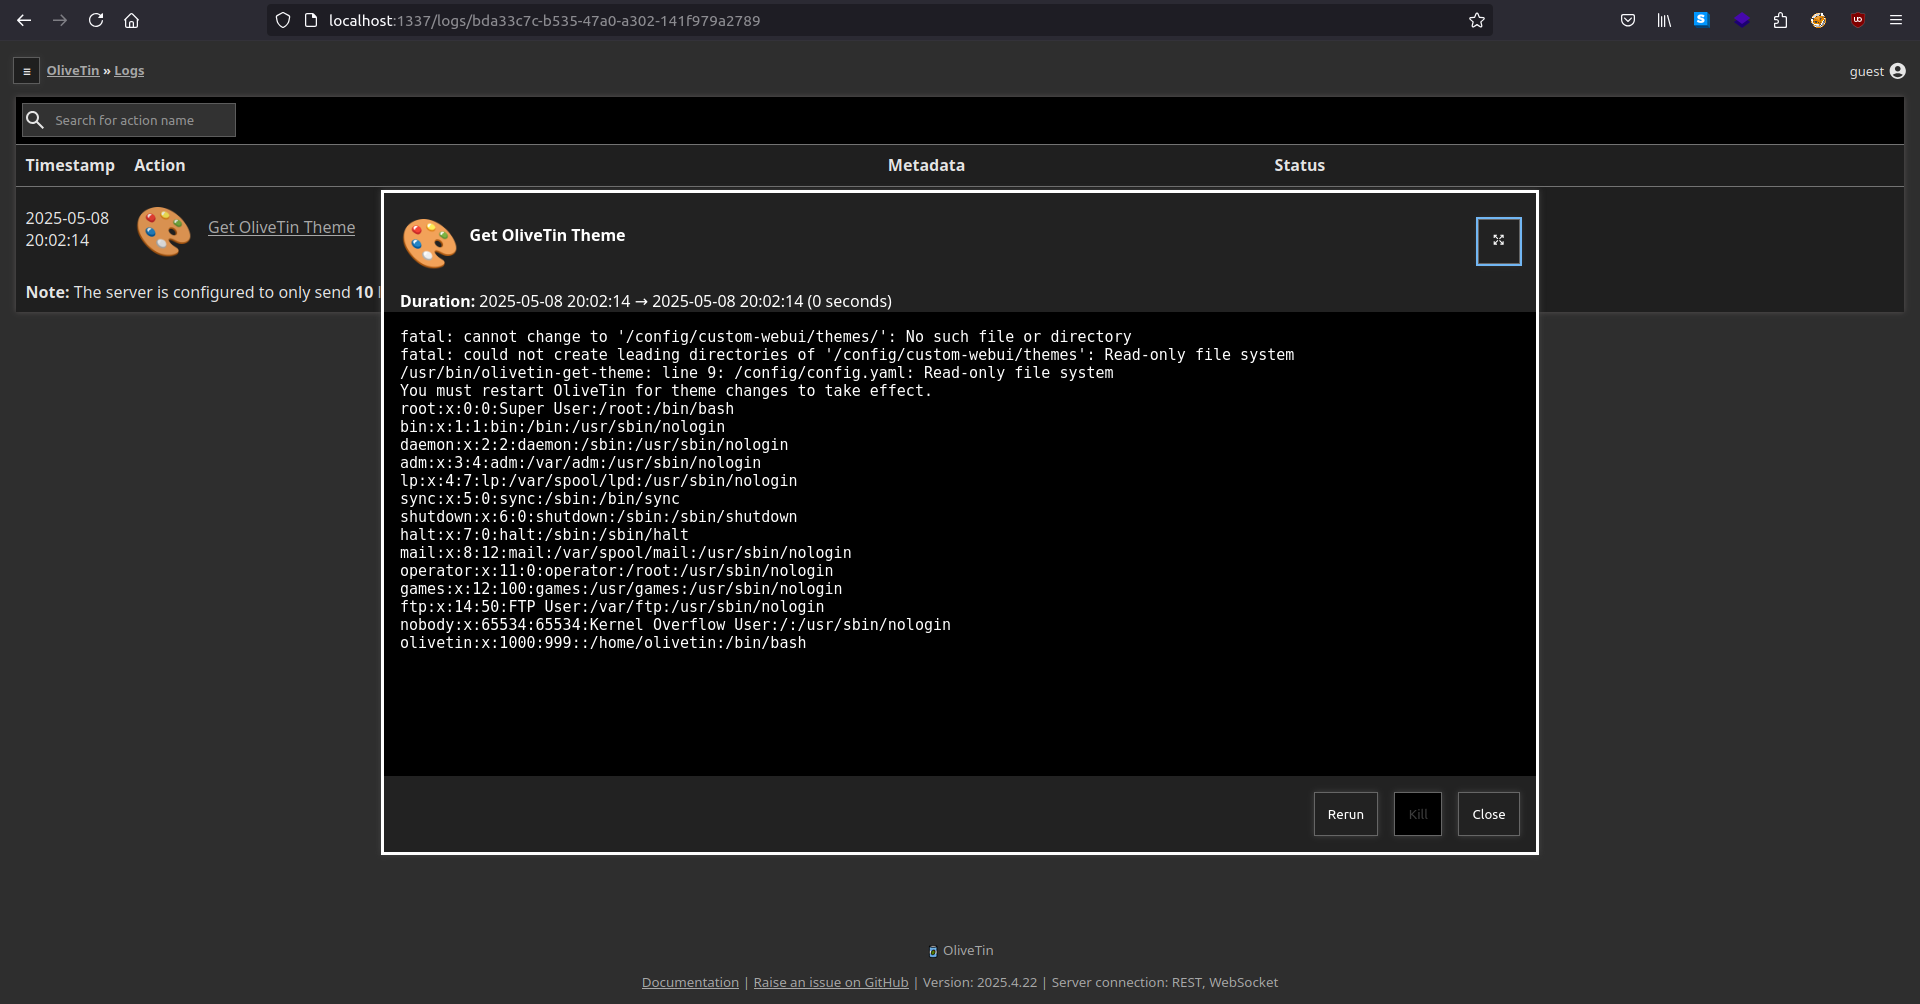 localhost:1337/logs/bda33c7c-b535-47a0-a302-141f979a2789
S
UD
OliveTin » Logs
guest
Search for action name
Timestamp Action Metadata Status
2025-05-08
20:02:14
Get OliveTin Theme
Note: The server is configured to only send 10
Get OliveTin Theme
Duration: 2025-05-08 20:02:14 → 2025-05-08 20:02:14 (0 seconds)
fatal: cannot change to '/config/custom-webui/themes/': No such file or directory
fatal: could not create leading directories of '/config/custom-webui/themes': Read-only file system
/usr/bin/olivetin-get-theme: line 9: /config/config.yaml: Read-only file system
You must restart OliveTin for theme changes to take effect.
root:x:0:0:Super User:/root:/bin/bash
bin:x:1:1:bin:/bin:/usr/sbin/nologin
daemon:x:2:2:daemon:/sbin:/usr/sbin/nologin
adm:x:3:4:adm:/var/adm:/usr/sbin/nologin
lp:x:4:7:lp:/var/spool/lpd:/usr/sbin/nologin
sync:x:5:0:sync:/sbin:/bin/sync
shutdown:x:6:0:shutdown:/sbin:/sbin/shutdown
halt:x:7:0:halt:/sbin:/sbin/halt
mail:x:8:12:mail:/var/spool/mail:/usr/sbin/nologin
operator:x:11:0:operator:/root:/usr/sbin/nologin
games:x:12:100:games:/usr/games:/usr/sbin/nologin
ftp:x:14:50:FTP User:/var/ftp:/usr/sbin/nologin
nobody:x:65534:65534:Kernel Overflow User:/:/usr/sbin/nologin
olivetin:x:1000:999::/home/olivetin:/bin/bash
Rerun Kill Close
OliveTin
Documentation | Raise an issue on GitHub | Version: 2025.4.22 | Server connection: REST, WebSocket